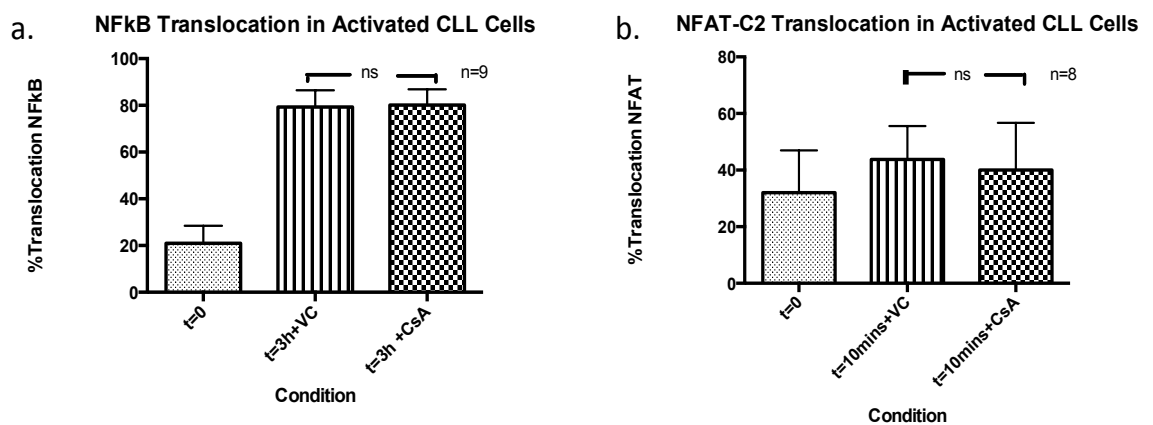 a.
NFkB Translocation in Activated CLL Cells
%Translocation NFkB
100
80
60
40
20
0
ns
n=9
t=0
t=3h+VC
t=3h +CsA
Condition
b.
NFAT-C2 Translocation in Activated CLL Cells
%Translocation NFAT
80
60
40
20
0
ns
n=8
t=0
t=10mins+VC
t=10mins+CsA
Condition